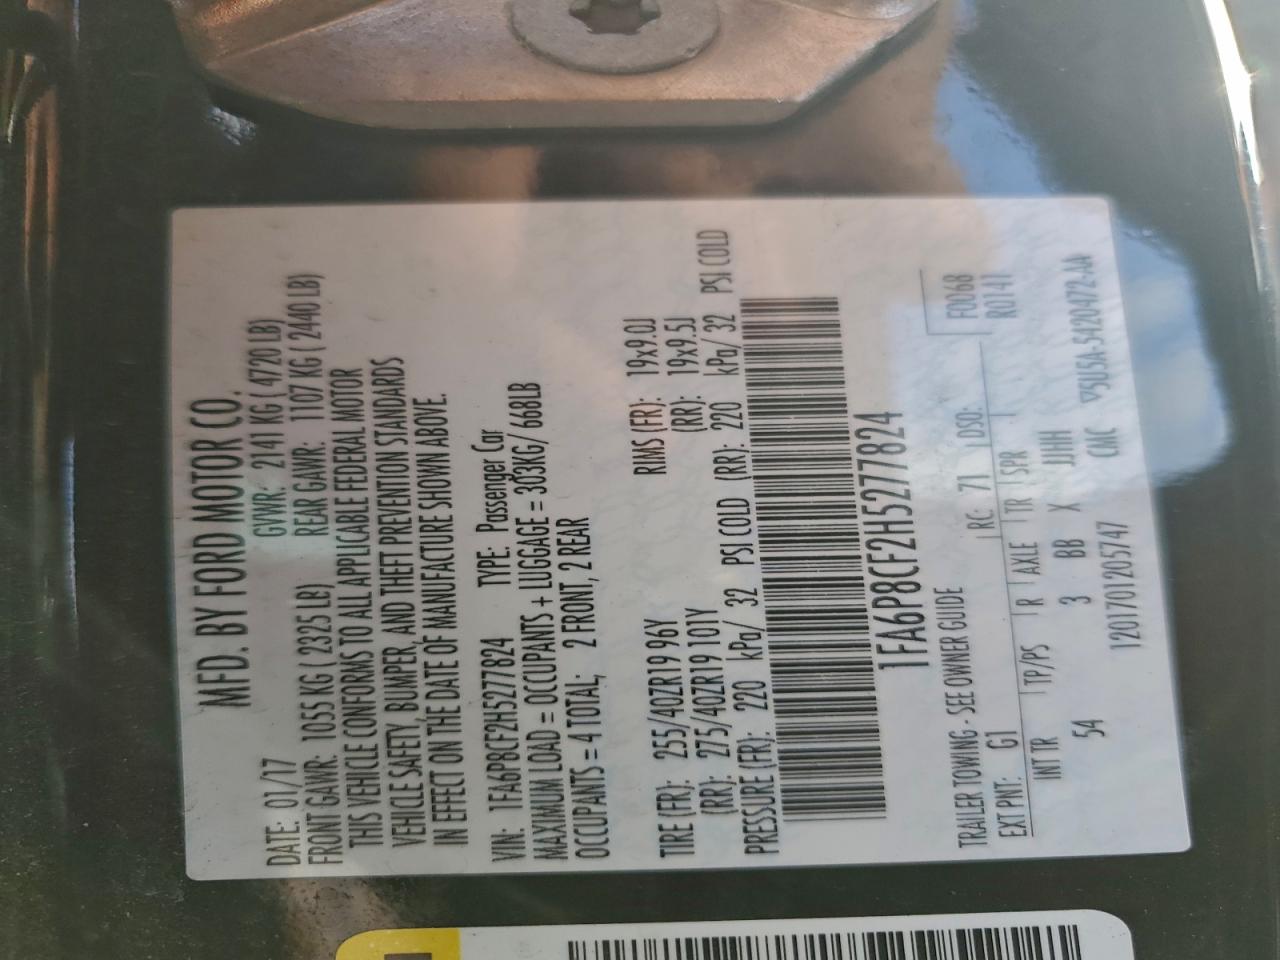 MFD. BY FORD MOTOR CO.
DATE: 01/17 GVWR: 2141 KG ( 4720 LB)
FRONT GAWR: 1055 KG ( 2325 LB) REAR GAWR: 1107 KG ( 2440 LB)
THIS VEHICLE CONFORMS TO ALL APPLICABLE FEDERAL MOTOR
VEHICLE SAFETY, BUMPER, AND THEFT PREVENTION STANDARDS
IN EFFECT ON THE DATE OF MANUFACTURE SHOWN ABOVE.
VIN: 1FA6P8CF2H5277824 TYPE: Passenger Car
MAXIMUM LOAD = OCCUPANTS + LUGGAGE = 303KG/668LB
OCCUPANTS = 4 TOTAL; 2 FRONT, 2 REAR
TIRE (FR): 255/40ZR19 96Y RIMS (FR): 19x9.0J
(RR): 275/40ZR19 101Y (RR): 19x9.5J
PRESSURE (FR): 220 kPa/ 32 PSI COLD (RR): 220 kPa/ 32 PSI COLD
1FA6P8CF2H5277824
TRAILER TOWING - SEE OWNER GUIDE F0068
EXT PNT: G1 RC: 71 DSO: R0141
INT TR TP/PS R AXLE TR SPR
54 3 BB X JJHH
1201701205747 CMC ▽5U5A-5420472-AA